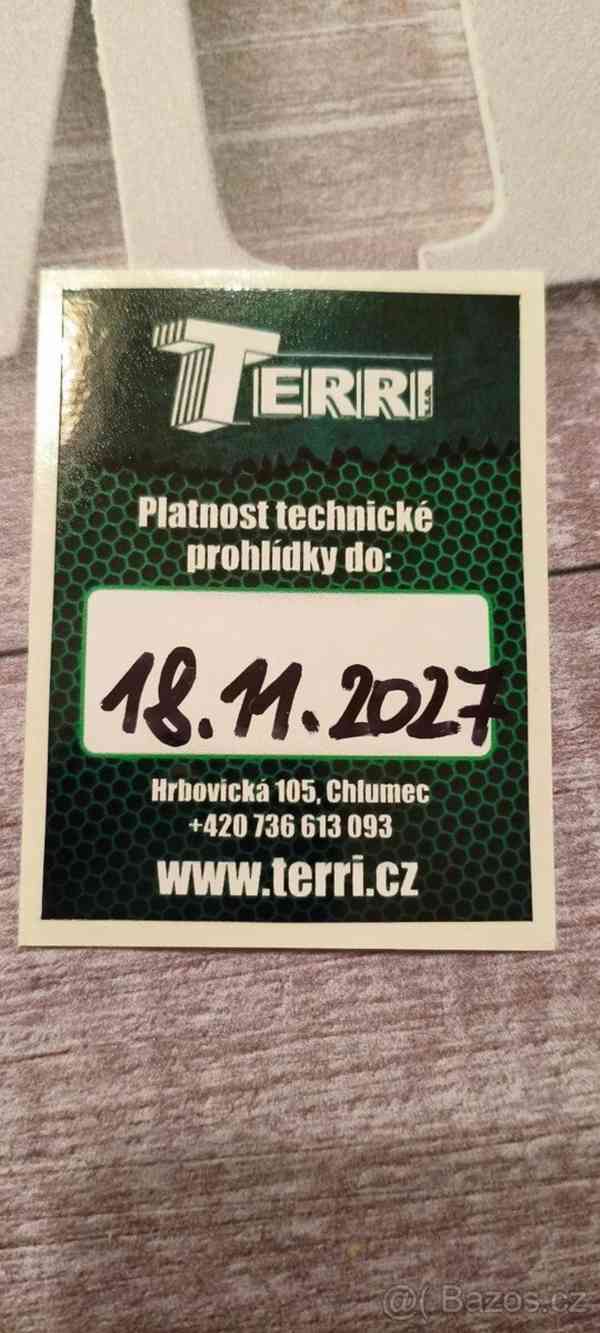 TERRI
Platnost technické
prohlídky do:
18.11.2027
Hrbovická 105, Chlumec
+420 736 613 093
www.terri.cz
@( Bazos.cz